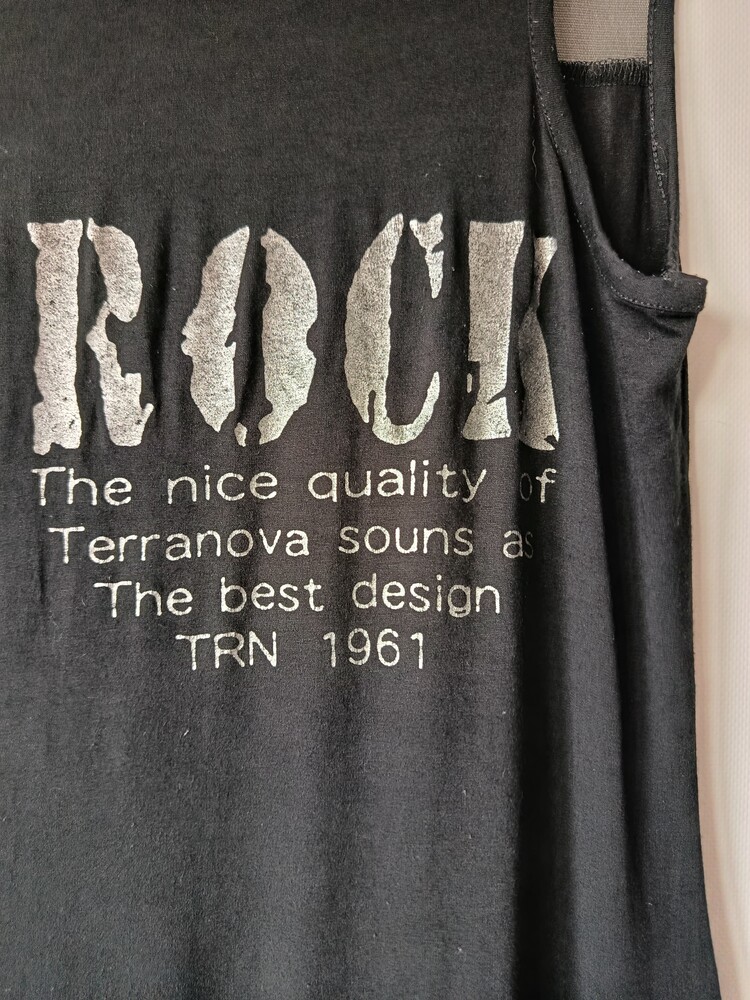 ROCK
The nice quality of
Terranova souns as
The best design
TRN 1961